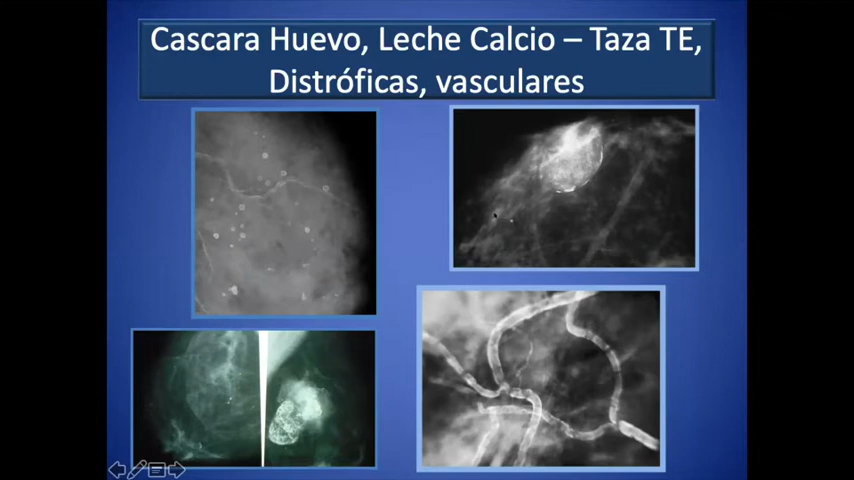 Cascara Huevo, Leche Calcio – Taza TE,
Distróficas, vasculares